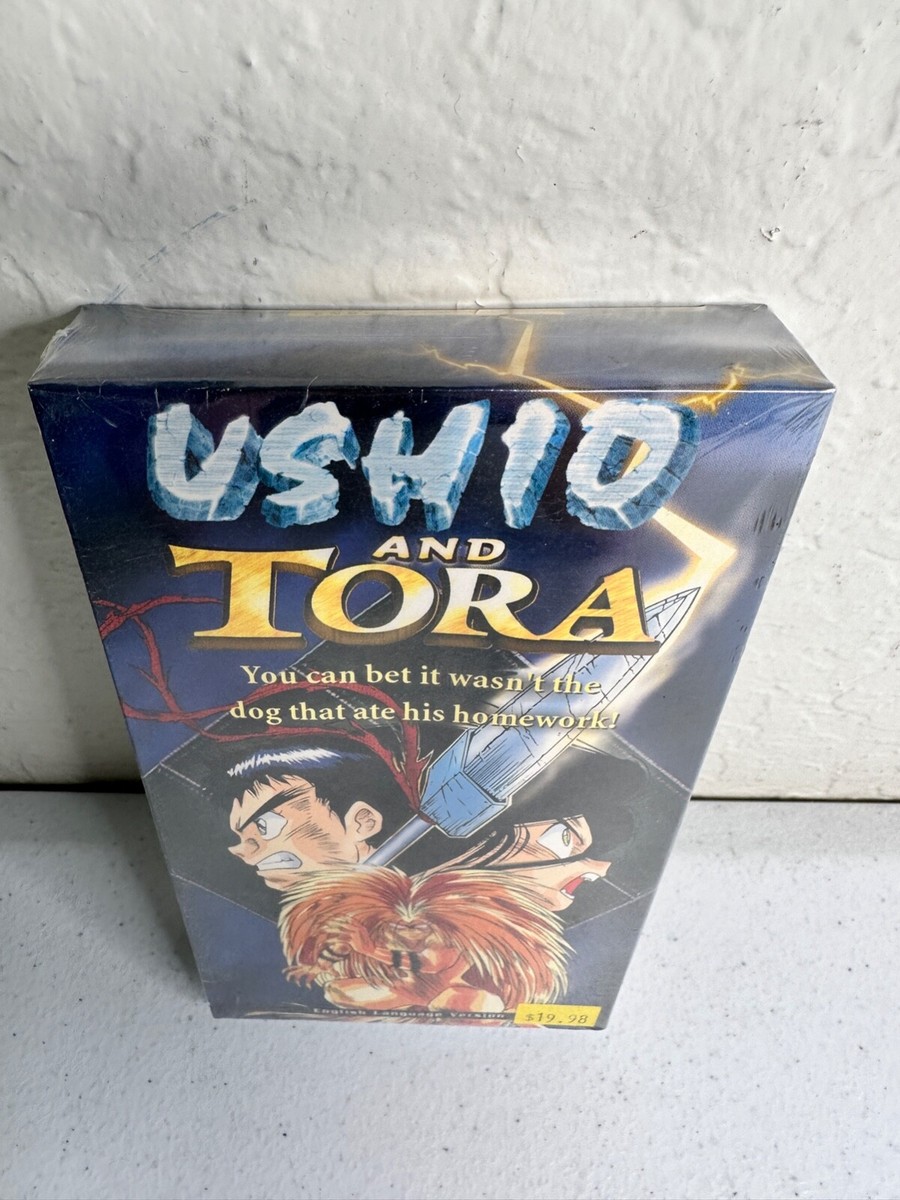 USHIO
AND
TORA
You can bet it wasn't the
dog that ate his homework!
English Language Version
$19.98